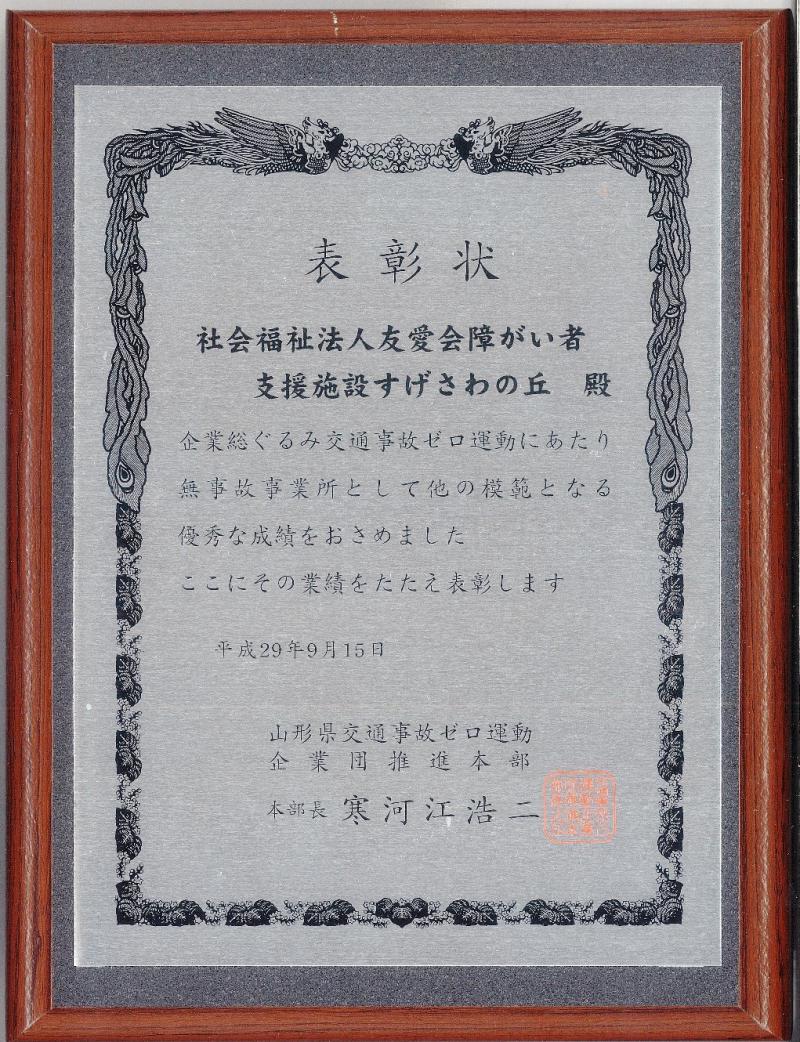 表彰状
社会福祉法人友愛会障がい者
支援施設すげさわの丘 殿
企業総ぐるみ交通事故ゼロ運動にあたり
無事故事業所として他の模範となる
優秀な成績をおさめました
ここにその業績をたたえ表彰します
平成29年9月15日
山形県交通事故ゼロ運動
企業団推進本部
本部長 寒河江浩二